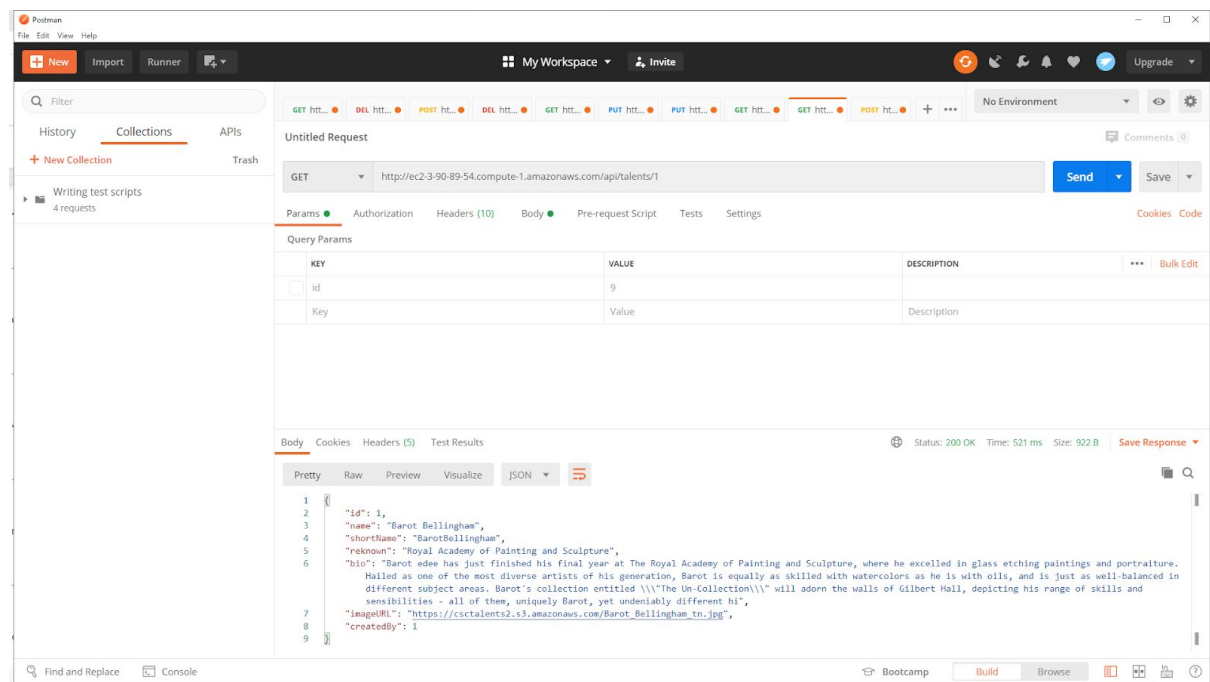 Postman
File Edit View Help
New Import Runner My Workspace Invite Upgrade
Filter
History Collections APIs
+ New Collection Trash
Writing test scripts
4 requests
GET htt... DEL htt... POST ht... DEL htt... GET htt... PUT htt... PUT htt... GET htt... GET htt... POST ht... + ••• No Environment
Untitled Request Comments 0
GET http://ec2-3-90-89-54.compute-1.amazonaws.com/api/talents/1 Send Save
Params Authorization Headers (10) Body Pre-request Script Tests Settings Cookies Code
Query Params
KEY VALUE DESCRIPTION ••• Bulk Edit
id 9
Key Value Description
Body Cookies Headers (5) Test Results Status: 200 OK Time: 521 ms Size: 922 B Save Response
Pretty Raw Preview Visualize JSON
1 {
2 "id": 1,
3 "name": "Barot Bellingham",
4 "shortName": "BarotBellingham",
5 "reknown": "Royal Academy of Painting and Sculpture",
6 "bio": "Barot edee has just finished his final year at The Royal Academy of Painting and Sculpture, where he excelled in glass etching paintings and portraiture.
Hailed as one of the most diverse artists of his generation, Barot is equally as skilled with watercolors as he is with oils, and is just as well-balanced in
different subject areas. Barot's collection entitled \\\"The Un-Collection\\\" will adorn the walls of Gilbert Hall, depicting his range of skills and
sensibilities - all of them, uniquely Barot, yet undeniably different hi",
7 "imageURL": "https://csctalents2.s3.amazonaws.com/Barot_Bellingham_tn.jpg",
8 "createdBy": 1
9 }
Find and Replace Console Bootcamp Build Browse